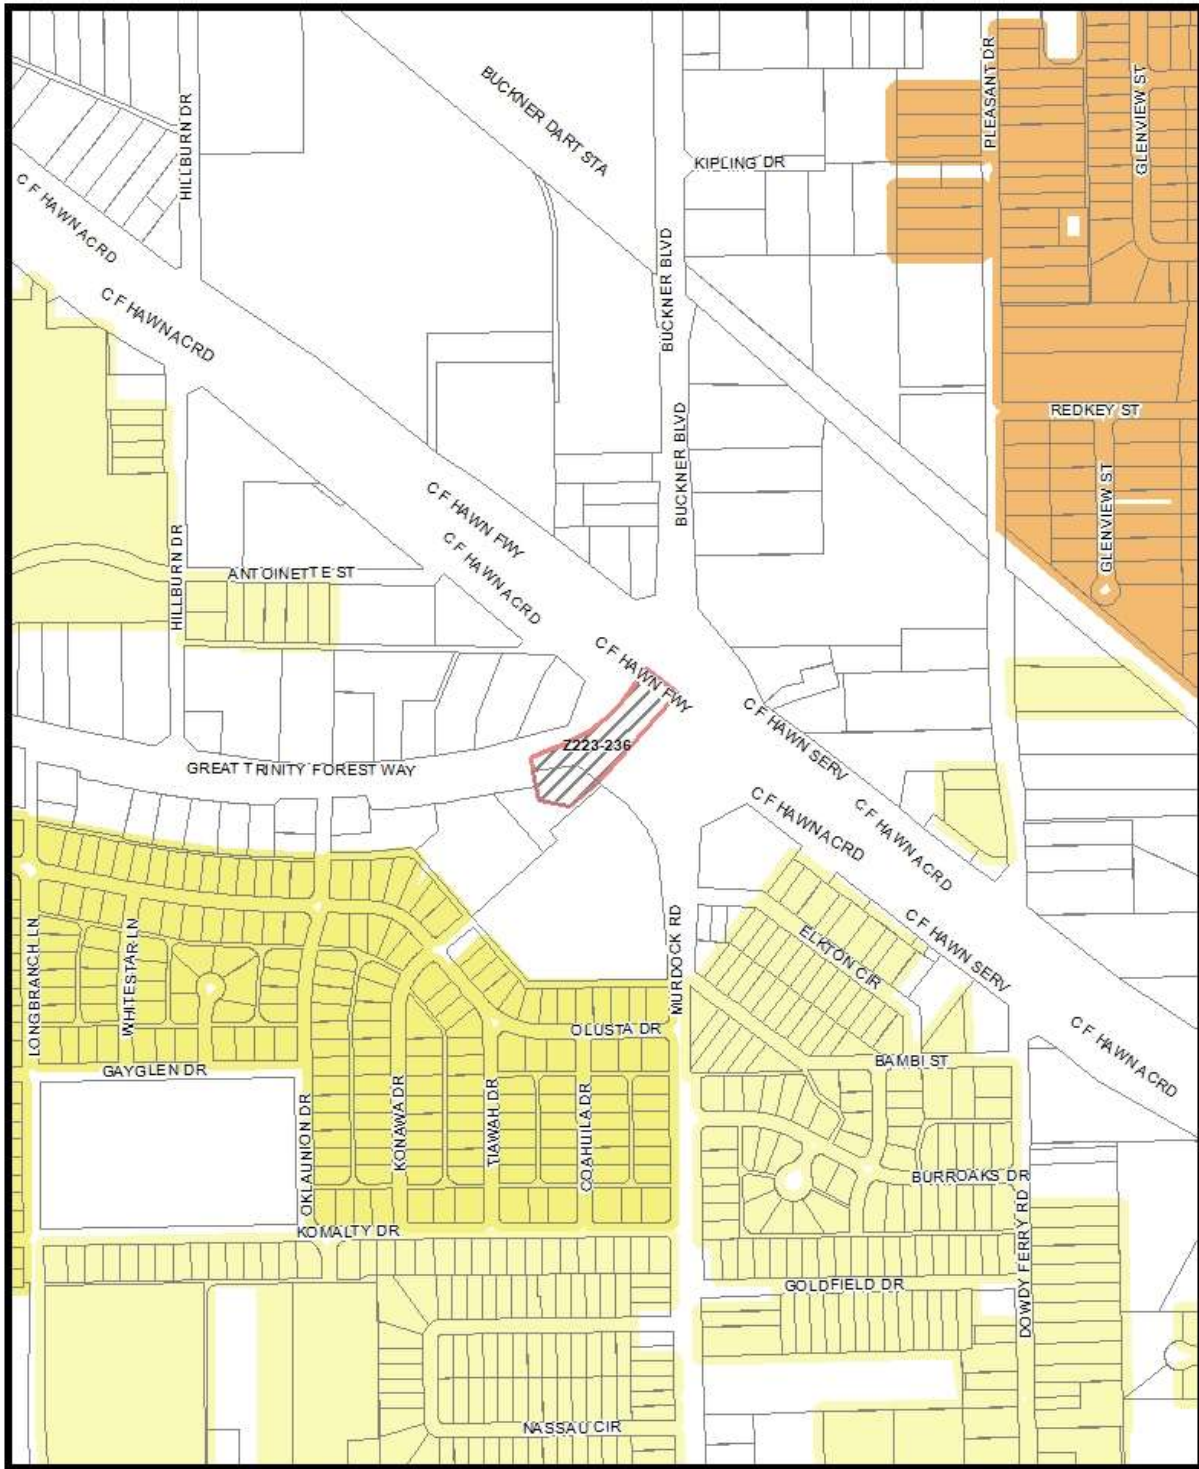 PLEASANT DR
GLENVIEW ST
BUCKNER DART STA
HILLBURN DR
KIPLING DR
C F HAWN ACRD
BUCKNER BLVD
C F HAWN ACRD
REDKEY ST
BUCKNER BLVD
GLENVIEW ST
C F HAWN FWY
HILLBURN DR
C F HAWN ACRD
ANTOINETTE ST
C F HAWN FWY
C F HAWN SERV
Z223-236
GREAT TRINITY FOREST WAY
C F HAWN ACRD
C F HAWN ACRD
LONGBRANCH LN
WHITESTAR LN
MURDOCK RD
ELKTON CIR
C F HAWN SERV
OLUSTA DR
C F HAWN ACRD
BAMBI ST
GAYGLEN DR
OKLAUNION DR
KONAWA DR
TIAWAH DR
COAHUILA DR
BURROAKS DR
KOMALTY DR
DOWDY FERRY RD
GOLDFIELD DR
NASSAU CIR